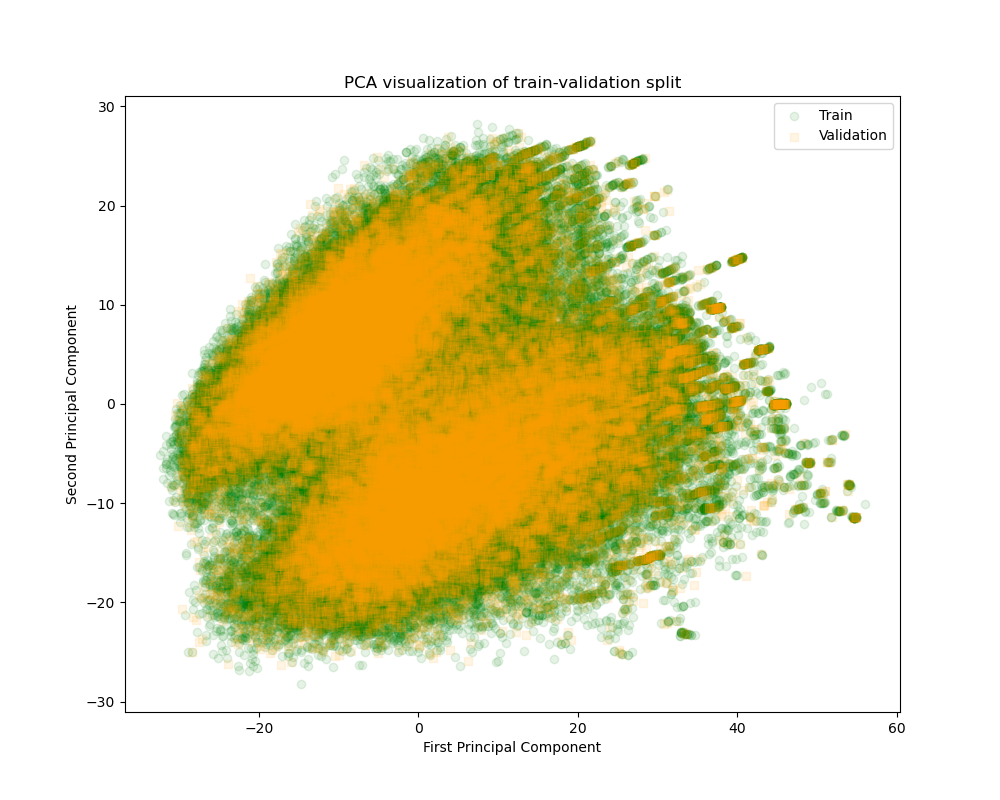 PCA visualization of train-validation split
Train
Validation
30
20
10
0
−10
−20
−30
Second Principal Component
−20
0
20
40
60
First Principal Component